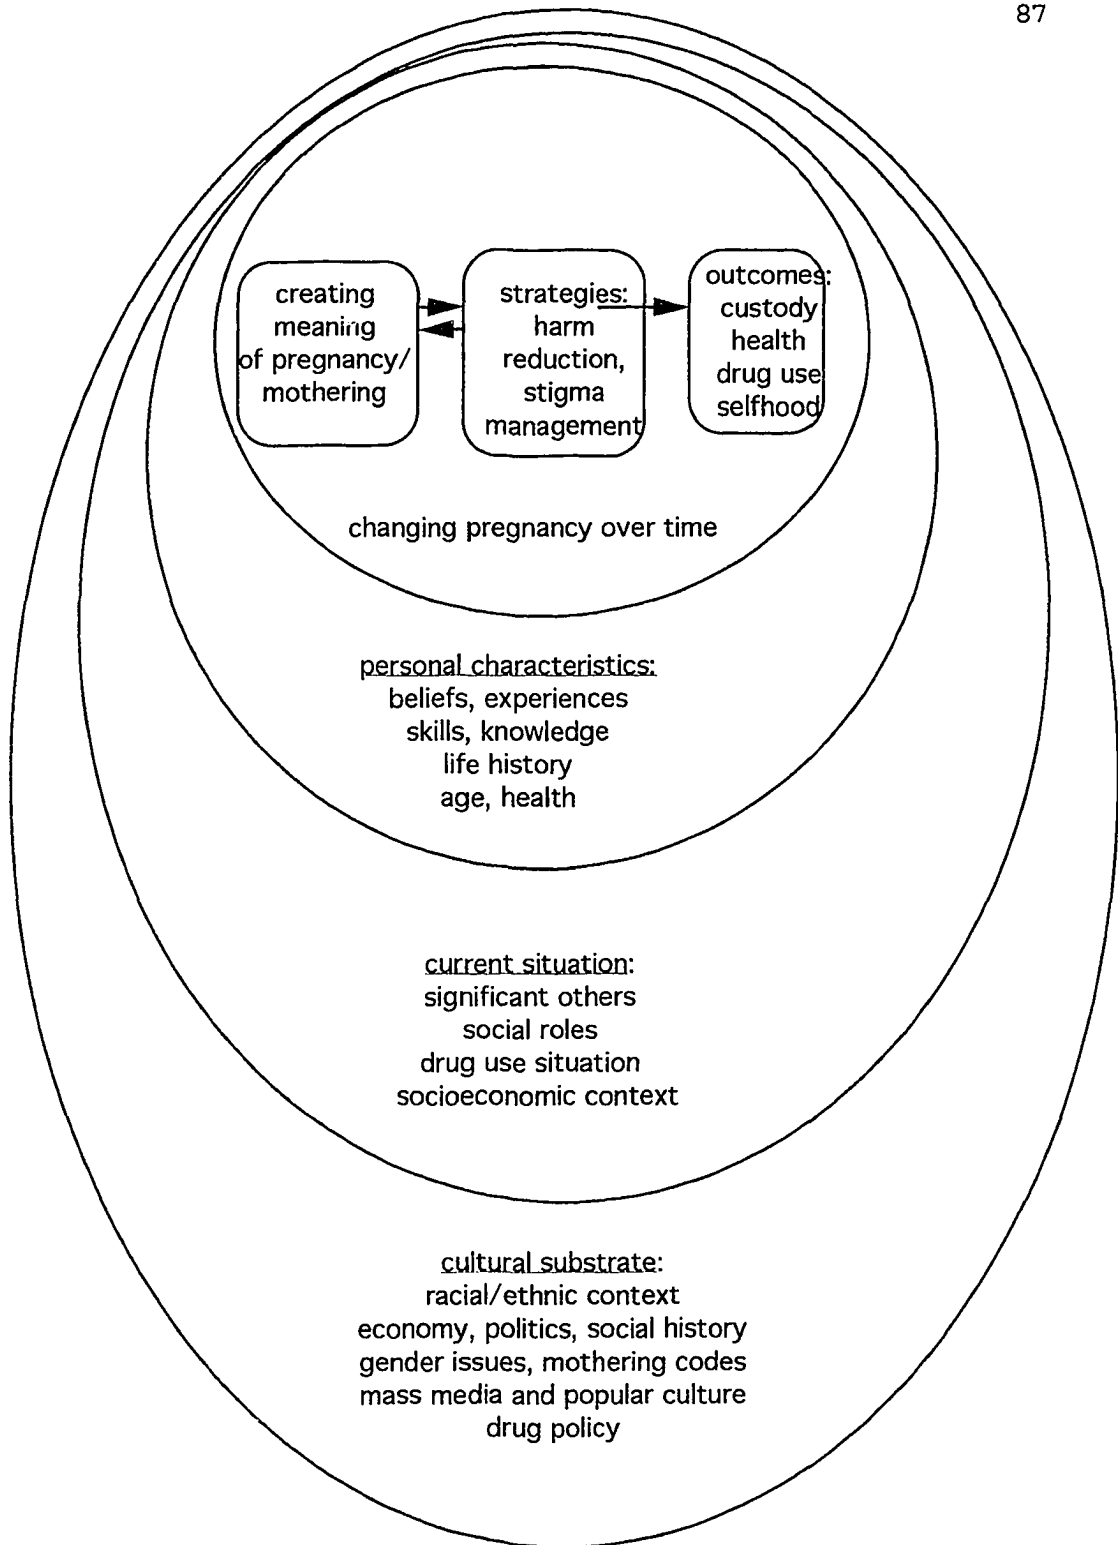 87
creating
meaning
of pregnancy/
mothering
strategies:
harm
reduction,
stigma
management
outcomes:
custody
health
drug use
selfhood
changing pregnancy over time
personal characteristics:
beliefs, experiences
skills, knowledge
life history
age, health
current situation:
significant others
social roles
drug use situation
socioeconomic context
cultural substrate:
racial/ethnic context
economy, politics, social history
gender issues, mothering codes
mass media and popular culture
drug policy